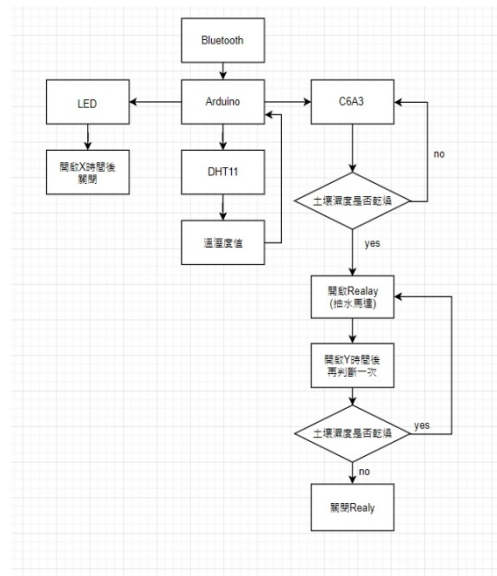 Bluetooth
LED
Arduino
C6A3
no
開啟X時間後
關閉
DHT11
土壤濕度是否乾燥
溫濕度值
yes
開啟Realay
(抽水馬達)
開啟Y時間後
再判斷一次
土壤濕度是否乾燥
yes
no
關閉Realy